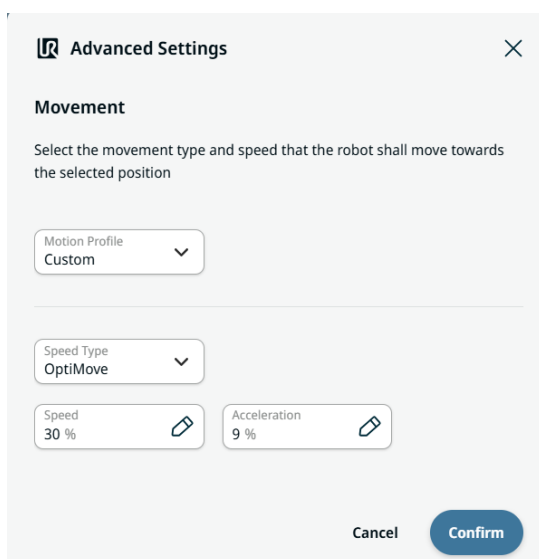 UR Advanced Settings
Movement
Select the movement type and speed that the robot shall move towards
the selected position
Motion Profile
Custom
Speed Type
OptiMove
Speed
30 %
Acceleration
9 %
Cancel
Confirm